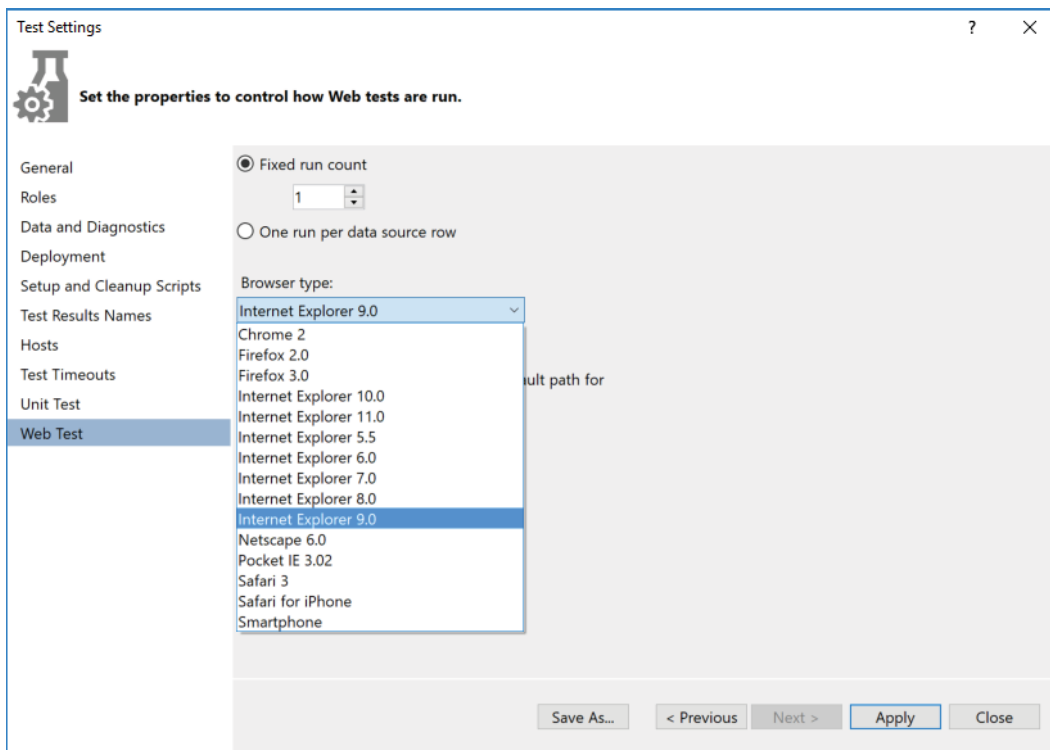 Test Settings
?
Set the properties to control how Web tests are run.
General
Roles
Data and Diagnostics
Deployment
Setup and Cleanup Scripts
Test Results Names
Hosts
Test Timeouts
Unit Test
Web Test
Fixed run count
1
One run per data source row
Browser type:
Internet Explorer 9.0
Chrome 2
Firefox 2.0
Firefox 3.0
Internet Explorer 10.0
Internet Explorer 11.0
Internet Explorer 5.5
Internet Explorer 6.0
Internet Explorer 7.0
Internet Explorer 8.0
Internet Explorer 9.0
Netscape 6.0
Pocket IE 3.02
Safari 3
Safari for iPhone
Smartphone
ault path for
Save As...
< Previous
Next >
Apply
Close